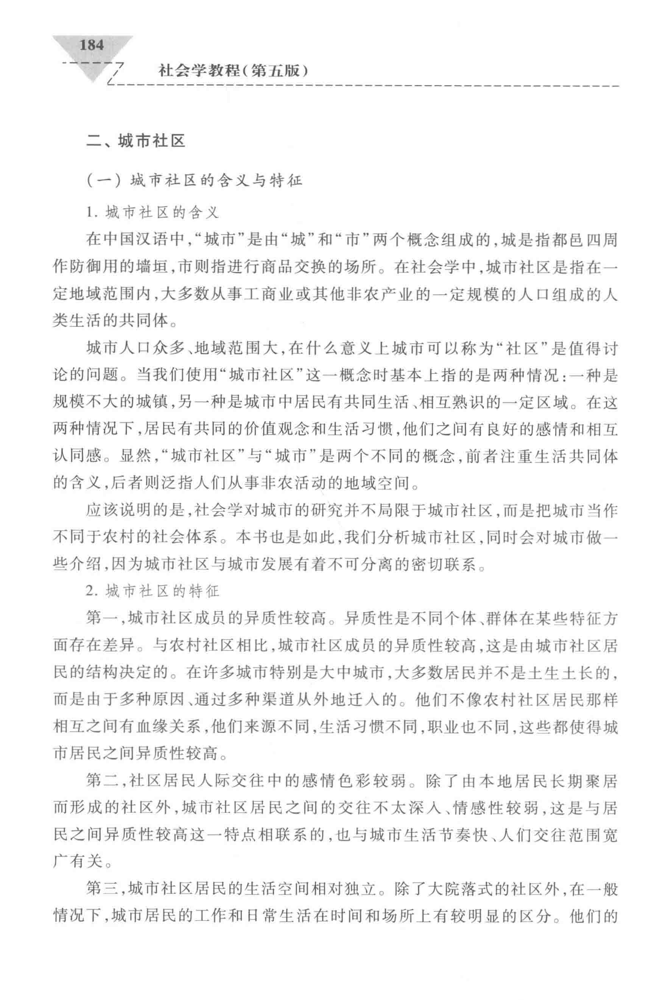 184
社会学教程(第五版)
二、城市社区
(一) 城市社区的含义与特征
1. 城市社区的含义
在中国汉语中,“城市”是由“城”和“市”两个概念组成的,城是指都邑四周
作防御用的墙垣,市则指进行商品交换的场所。在社会学中,城市社区是指在一
定地域范围内,大多数从事工商业或其他非农产业的一定规模的人口组成的人
类生活的共同体。
城市人口众多、地域范围大,在什么意义上城市可以称为“社区”是值得讨
论的问题。当我们使用“城市社区”这一概念时基本上指的是两种情况:一种是
规模不大的城镇,另一种是城市中居民有共同生活、相互熟识的一定区域。在这
两种情况下,居民有共同的价值观念和生活习惯,他们之间有良好的感情和相互
认同感。显然,“城市社区”与“城市”是两个不同的概念,前者注重生活共同体
的含义,后者则泛指人们从事非农活动的地域空间。
应该说明的是,社会学对城市的研究并不局限于城市社区,而是把城市当作
不同于农村的社会体系。本书也是如此,我们分析城市社区,同时会对城市做一
些介绍,因为城市社区与城市发展有着不可分离的密切联系。
2. 城市社区的特征
第一,城市社区成员的异质性较高。异质性是不同个体、群体在某些特征方
面存在差异。与农村社区相比,城市社区成员的异质性较高,这是由城市社区居
民的结构决定的。在许多城市特别是大中城市,大多数居民并不是土生土长的,
而是由于多种原因、通过多种渠道从外地迁入的。他们不像农村社区居民那样
相互之间有血缘关系,他们来源不同,生活习惯不同,职业也不同,这些都使得城
市居民之间异质性较高。
第二,社区居民人际交往中的感情色彩较弱。除了由本地居民长期聚居
而形成的社区外,城市社区居民之间的交往不太深入、情感性较弱,这是与居
民之间异质性较高这一特点相联系的,也与城市生活节奏快、人们交往范围宽
广有关。
第三,城市社区居民的生活空间相对独立。除了大院落式的社区外,在一般
情况下,城市居民的工作和日常生活在时间和场所上有较明显的区分。他们的